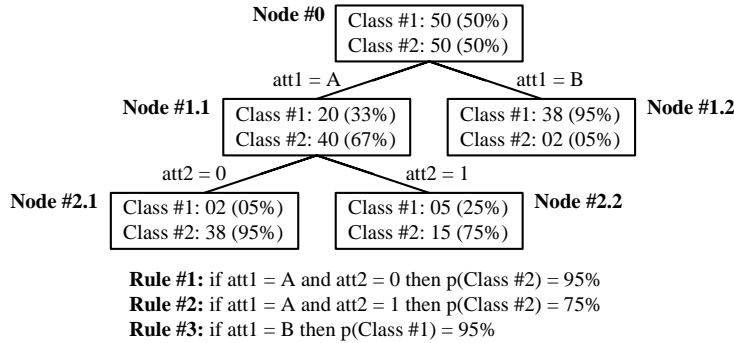 Node #0
Class #1: 50 (50%)
Class #2: 50 (50%)
att1 = A
att1 = B
Node #1.1
Class #1: 20 (33%)
Class #2: 40 (67%)
Class #1: 38 (95%)
Class #2: 02 (05%)
Node #1.2
att2 = 0
att2 = 1
Node #2.1
Class #1: 02 (05%)
Class #2: 38 (95%)
Class #1: 05 (25%)
Class #2: 15 (75%)
Node #2.2
Rule #1: if att1 = A and att2 = 0 then p(Class #2) = 95%
Rule #2: if att1 = A and att2 = 1 then p(Class #2) = 75%
Rule #3: if att1 = B then p(Class #1) = 95%